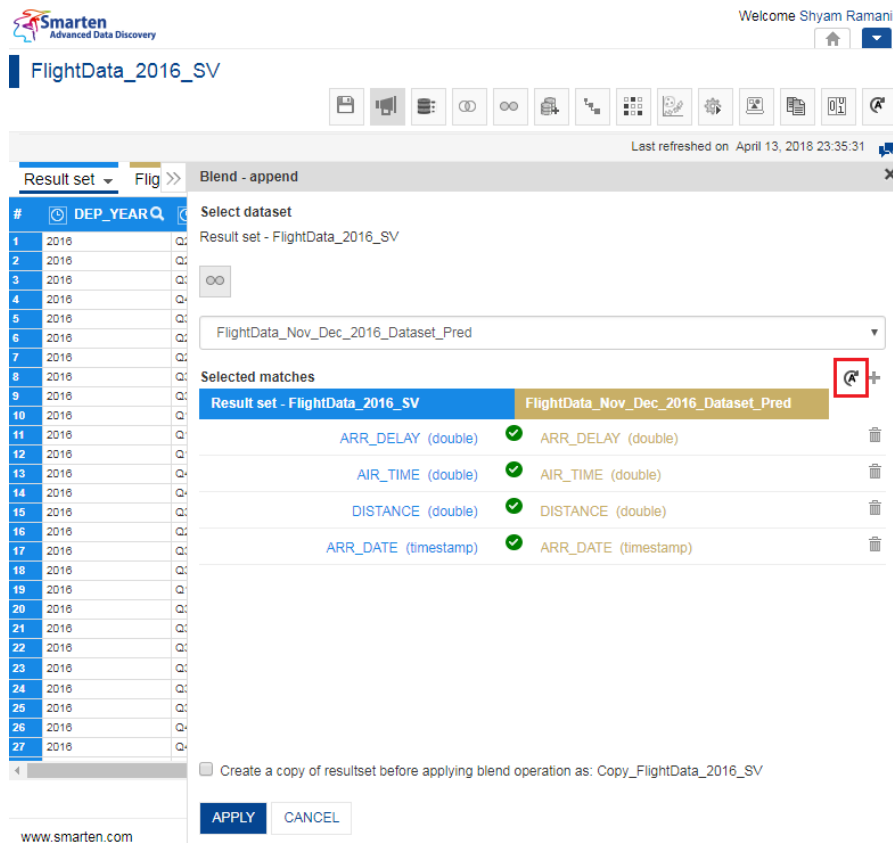 Smarten
Advanced Data Discovery
Welcome Shyam Ramani
FlightData_2016_SV
Last refreshed on April 13, 2018 23:35:31
Result set
Flig
Blend - append
# DEP_YEAR
Select dataset
Result set - FlightData_2016_SV
FlightData_Nov_Dec_2016_Dataset_Pred
Selected matches
Result set - FlightData_2016_SV FlightData_Nov_Dec_2016_Dataset_Pred
ARR_DELAY (double) ARR_DELAY (double)
AIR_TIME (double) AIR_TIME (double)
DISTANCE (double) DISTANCE (double)
ARR_DATE (timestamp) ARR_DATE (timestamp)
1 2016
2 2016
3 2016
4 2016
5 2016
6 2016
7 2016
8 2016
9 2016
10 2016
11 2016
12 2016
13 2016
14 2016
15 2016
16 2016
17 2016
18 2016
19 2016
20 2016
21 2016
22 2016
23 2016
24 2016
25 2016
26 2016
27 2016
Create a copy of resultset before applying blend operation as: Copy_FlightData_2016_SV
APPLY CANCEL
www.smarten.com